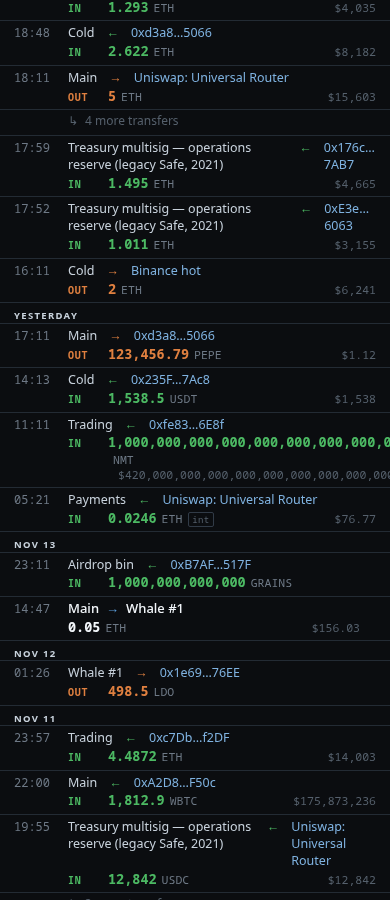 IN 1.293 ETH $4,035
18:48 Cold ← 0xd3a8…5066
IN 2.622 ETH $8,182
18:11 Main → Uniswap: Universal Router
OUT 5 ETH $15,603
↳ 4 more transfers
17:59 Treasury multisig — operations ← 0x176c…
reserve (legacy Safe, 2021) 7AB7
IN 1.495 ETH $4,665
17:52 Treasury multisig — operations ← 0xE3e…
reserve (legacy Safe, 2021) 6063
IN 1.011 ETH $3,155
16:11 Cold → Binance hot
OUT 2 ETH $6,241
YESTERDAY
17:11 Main → 0xd3a8…5066
OUT 123,456.79 PEPE $1.12
14:13 Cold ← 0x235F…7Ac8
IN 1,538.5 USDT $1,538
11:11 Trading ← 0xfe83…6E8f
IN 1,000,000,000,000,000,000,000,000,0
NMT
$420,000,000,000,000,000,000,000,00
05:21 Payments ← Uniswap: Universal Router
IN 0.0246 ETH int $76.77
NOV 13
23:11 Airdrop bin ← 0xB7AF…517F
IN 1,000,000,000,000 GRAINS
14:47 Main → Whale #1
0.05 ETH $156.03
NOV 12
01:26 Whale #1 → 0x1e69…76EE
OUT 498.5 LDO
NOV 11
23:57 Trading ← 0xc7Db…f2DF
IN 4.4872 ETH $14,003
22:00 Main ← 0xA2D8…F50c
IN 1,812.9 WBTC $175,873,236
19:55 Treasury multisig — operations ← Uniswap:
reserve (legacy Safe, 2021) Universal
Router
IN 12,842 USDC $12,842